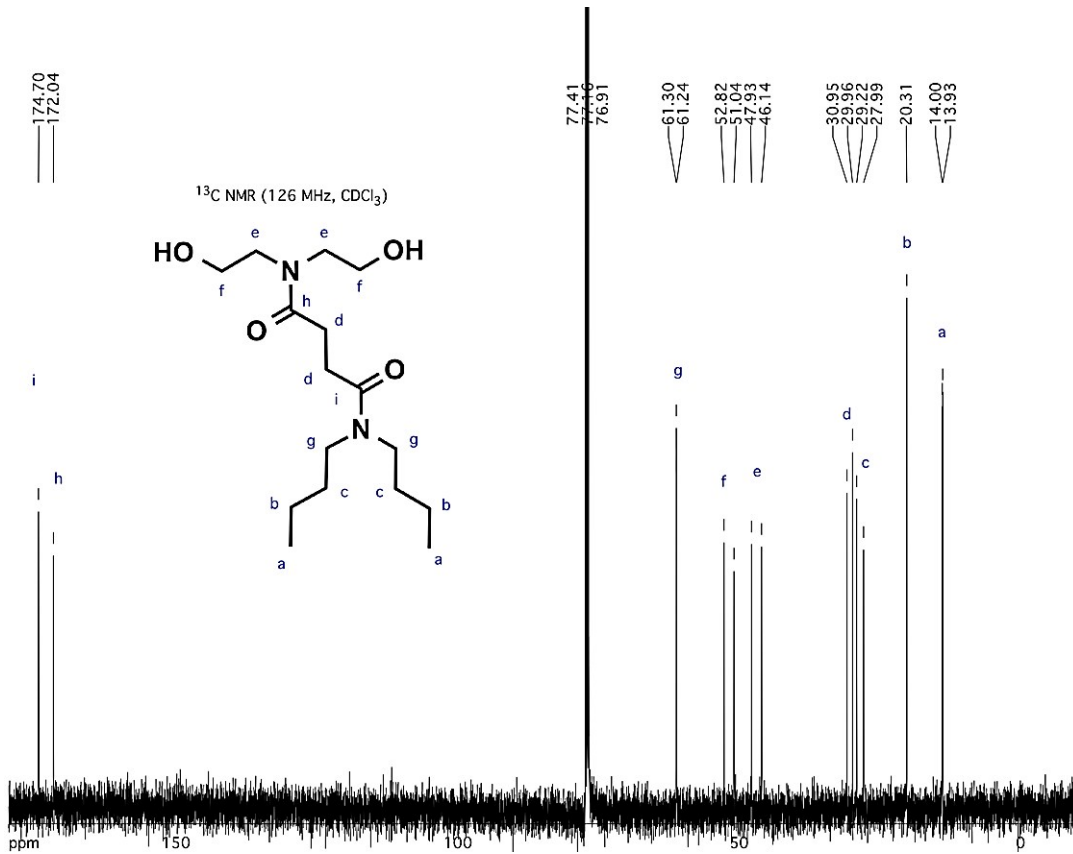 174.70
172.04
77.41
77.16
76.91
61.30
61.24
52.82
51.04
47.93
46.14
30.95
29.96
29.22
27.99
20.31
14.00
13.93
¹³C NMR (126 MHz, CDCl₃)
e e
HO OH
N
f f
h
O d
d O
i
N
g g
c c
b b
a a
i
h
g
f
e
d
c
b
a
ppm 150 100 50 0